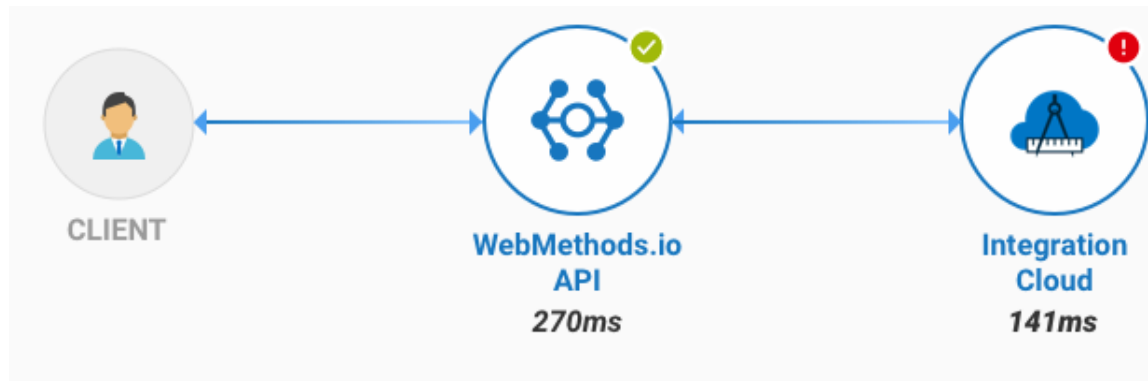 CLIENT
WebMethods.io
API
270ms
Integration
Cloud
141ms